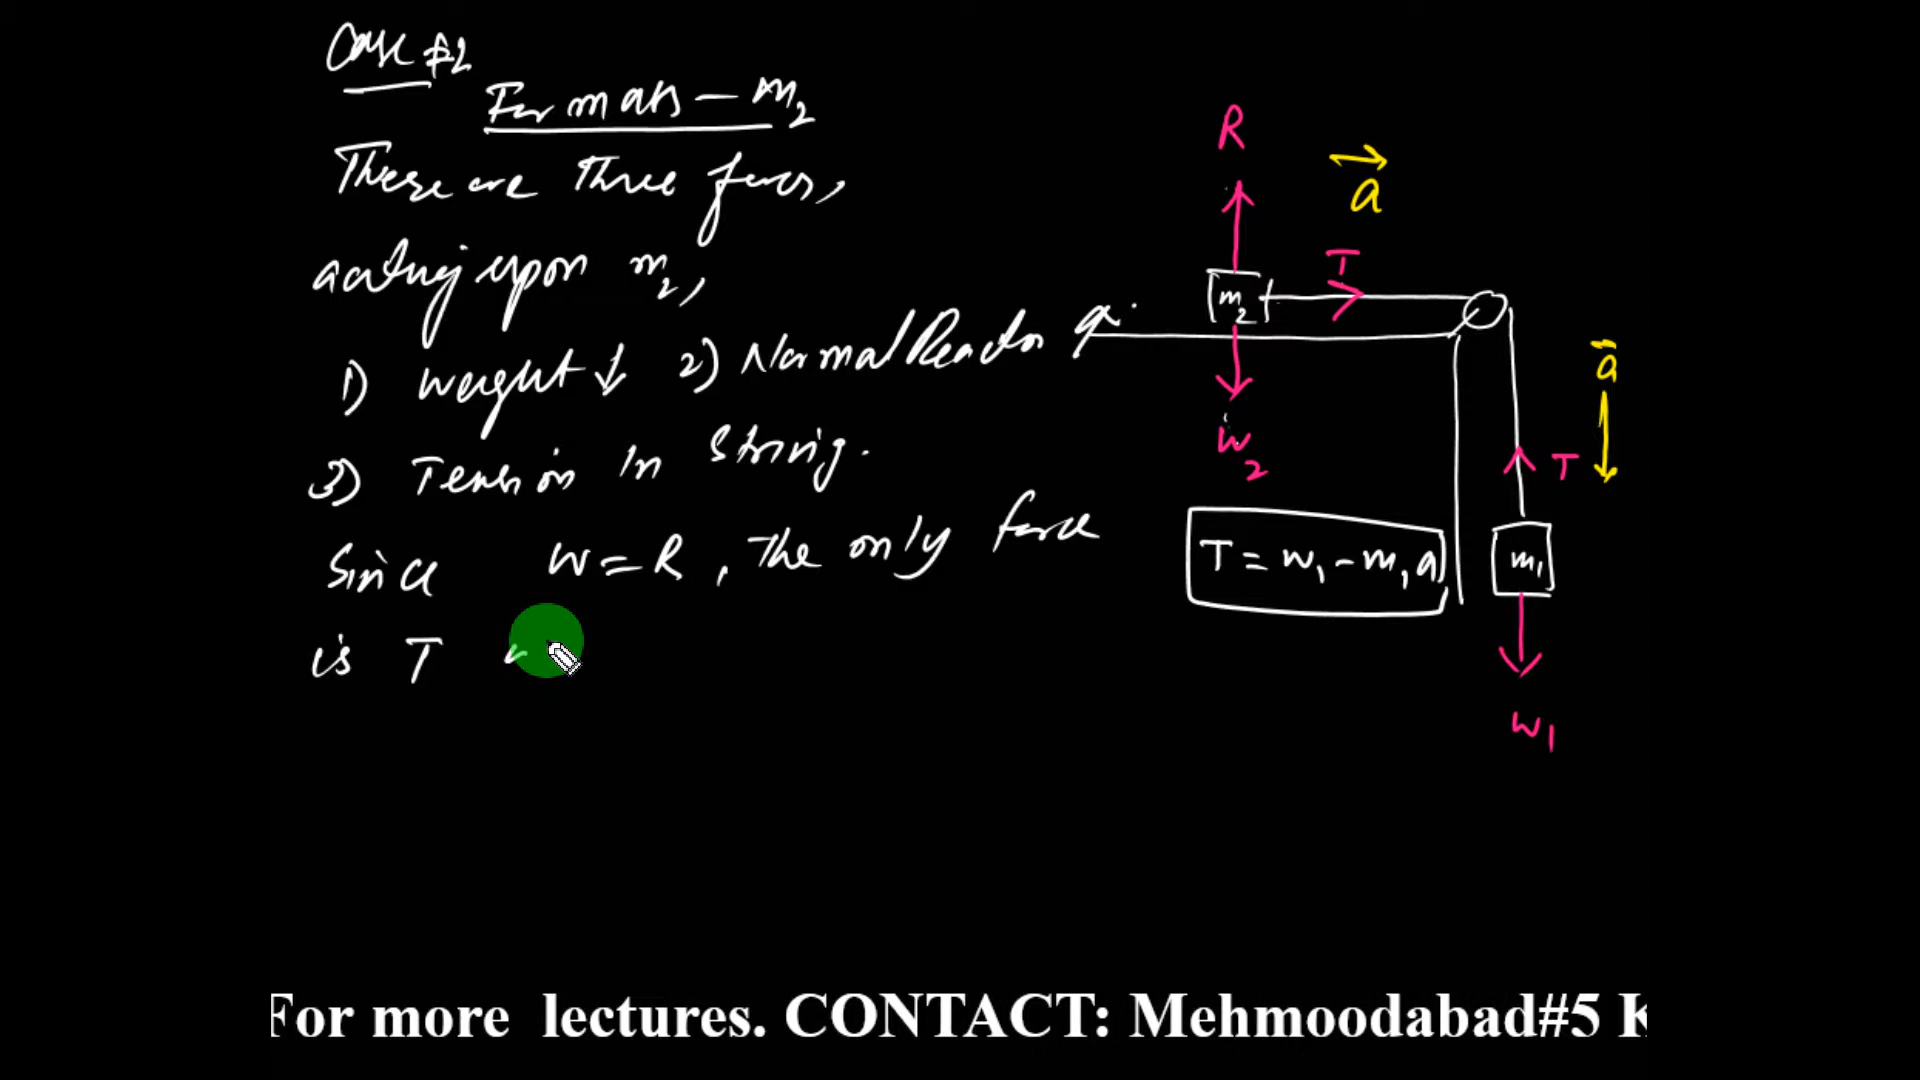 Case #2
For mass - m2
There are three forces,
acting upon m2,
1) weight ↓ 2) Normal Reaction
3) Tension in string.
Since W = R, the only force
is T
R
a
T
m2
W2
a
T
T = w1 - m1 a
m1
W1
For more lectures. CONTACT: Mehmoodabad#5 K